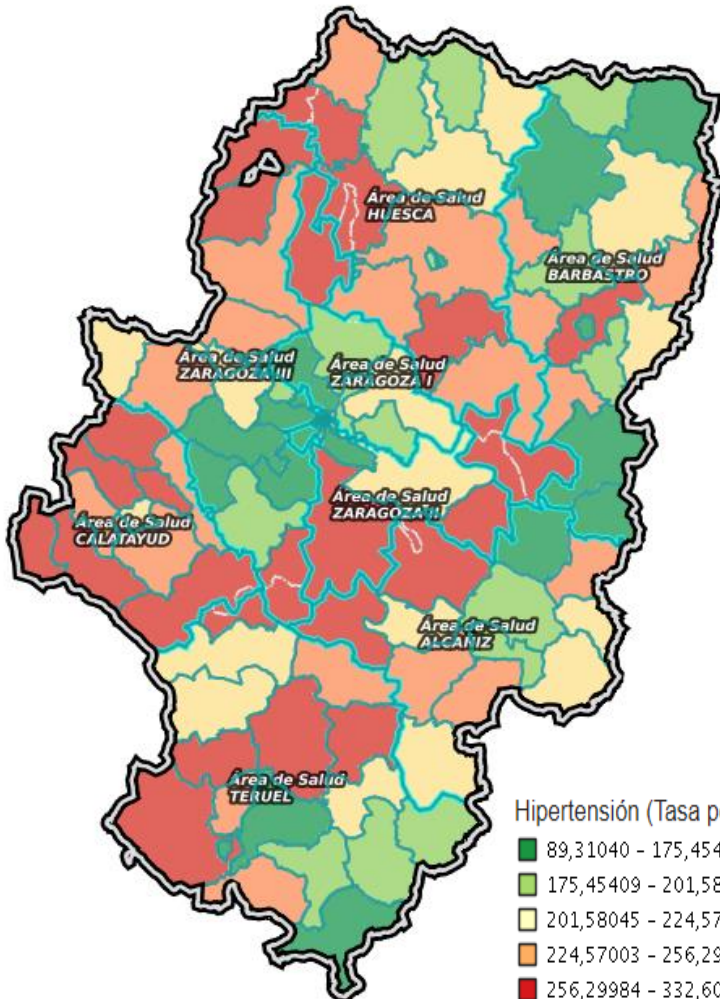 Área de Salud
HUESCA
Área de Salud
BARBASTRO
Área de Salud
ZARAGOZA III
Área de Salud
ZARAGOZA I
Área de Salud
ZARAGOZA II
Área de Salud
CALATAYUD
Área de Salud
ALCAÑIZ
Área de Salud
TERUEL
Hipertensión (Tasa p
89,31040 - 175,454
175,45409 - 201,58
201,58045 - 224,57
224,57003 - 256,29
256,29984 - 332,60